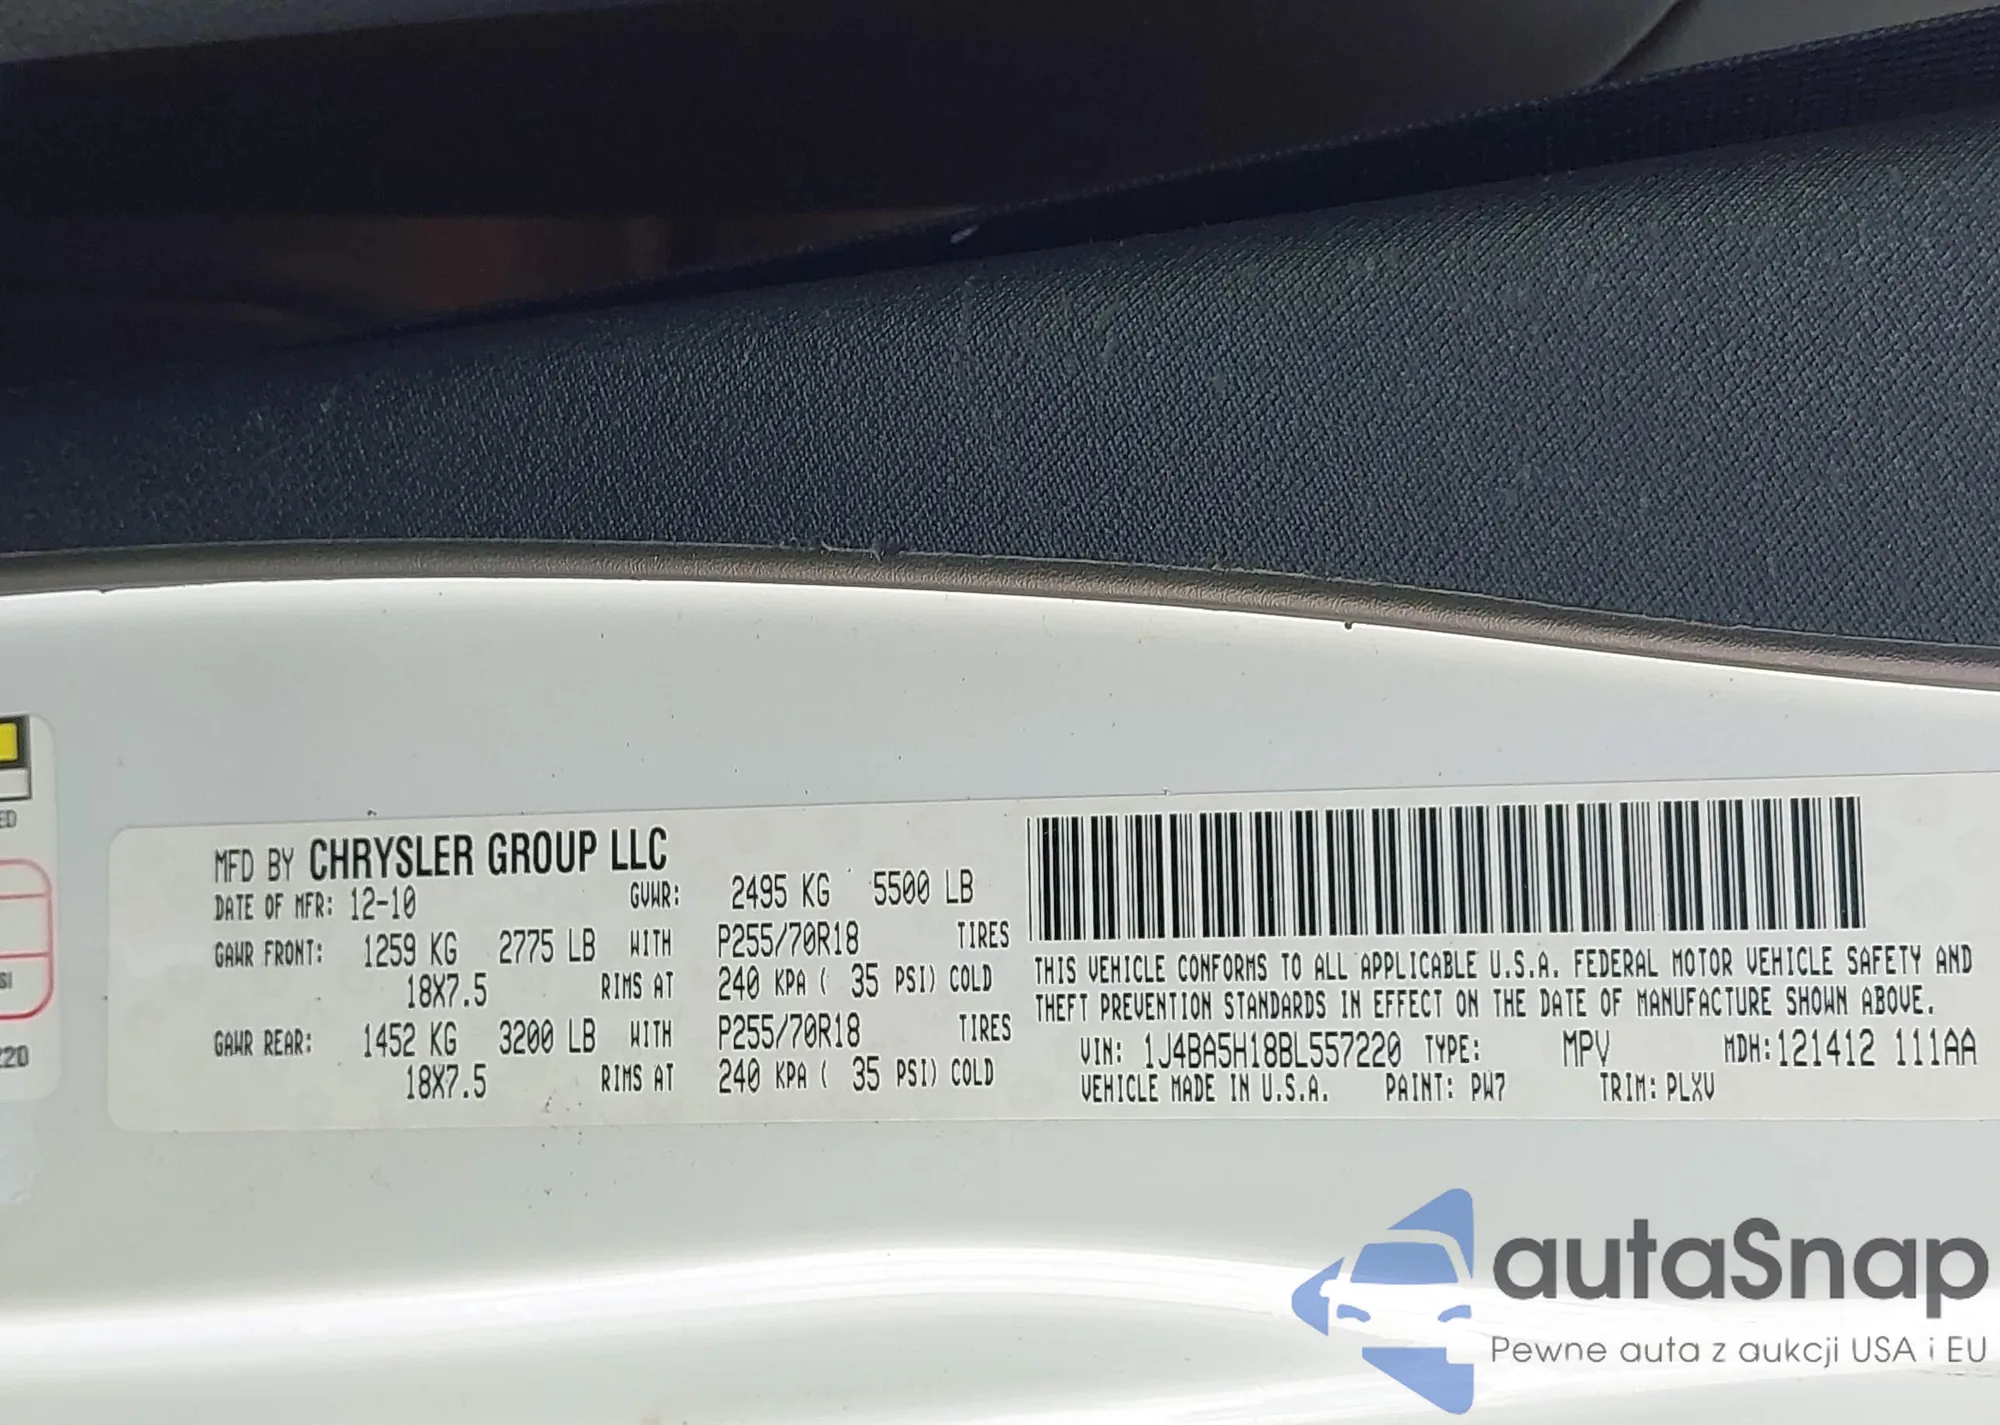 ED
SI
220
MFD BY CHRYSLER GROUP LLC
DATE OF MFR: 12-10 GVWR: 2495 KG 5500 LB
GAWR FRONT: 1259 KG 2775 LB WITH P255/70R18 TIRES
18X7.5 RIMS AT 240 KPA ( 35 PSI) COLD
GAWR REAR: 1452 KG 3200 LB WITH P255/70R18 TIRES
18X7.5 RIMS AT 240 KPA ( 35 PSI) COLD
THIS VEHICLE CONFORMS TO ALL APPLICABLE U.S.A. FEDERAL MOTOR VEHICLE SAFETY AND
THEFT PREVENTION STANDARDS IN EFFECT ON THE DATE OF MANUFACTURE SHOWN ABOVE.
VIN: 1J4BA5H18BL557220 TYPE: MPV MDH:121412 111AA
VEHICLE MADE IN U.S.A. PAINT: PW7 TRIM: PLXV
autaSnap
Pewne auta z aukcji USA i EU